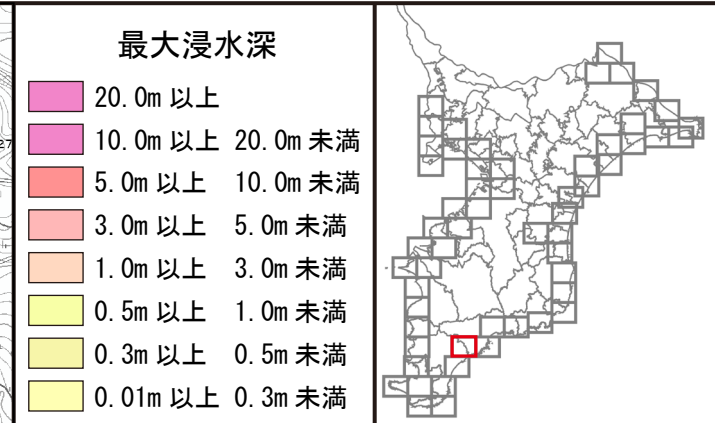 最大浸水深
20.0m 以上
10.0m 以上 20.0m 未満
5.0m 以上 10.0m 未満
3.0m 以上 5.0m 未満
1.0m 以上 3.0m 未満
0.5m 以上 1.0m 未満
0.3m 以上 0.5m 未満
0.01m 以上 0.3m 未満